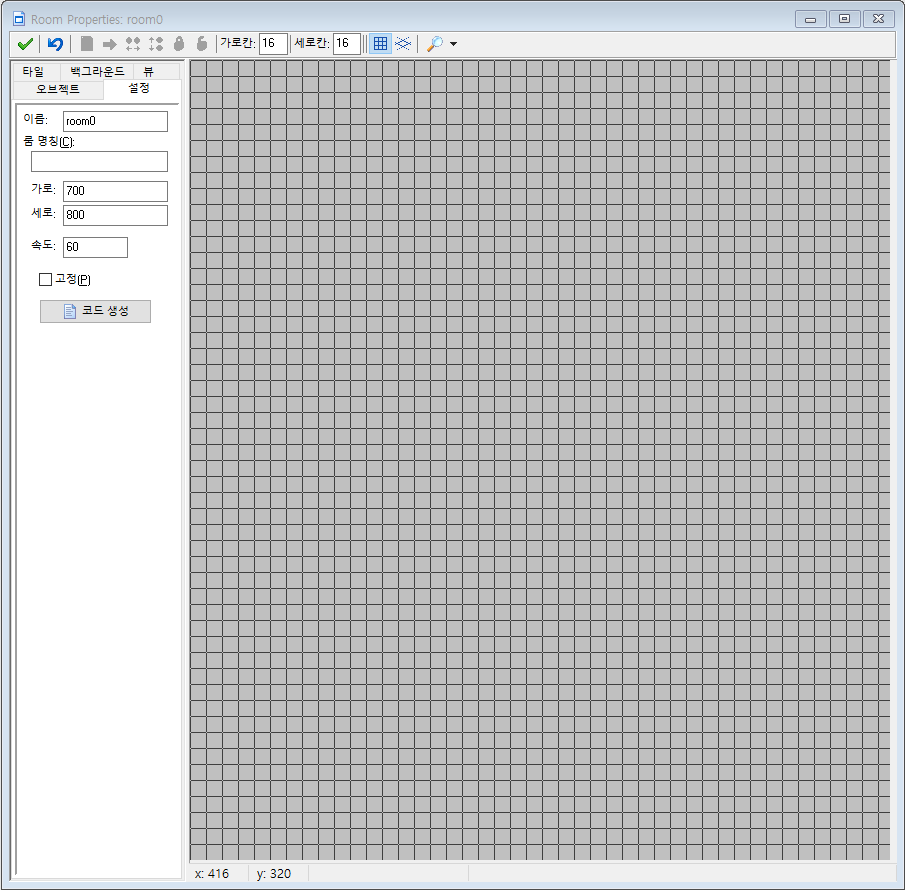 Room Properties: room0
가로칸: 16 세로칸: 16
타일 백그라운드 뷰
오브젝트 설정
이름: room0
룸 명칭(C):
가로: 700
세로: 800
속도: 60
고정(P)
코드 생성
x: 416 y: 320